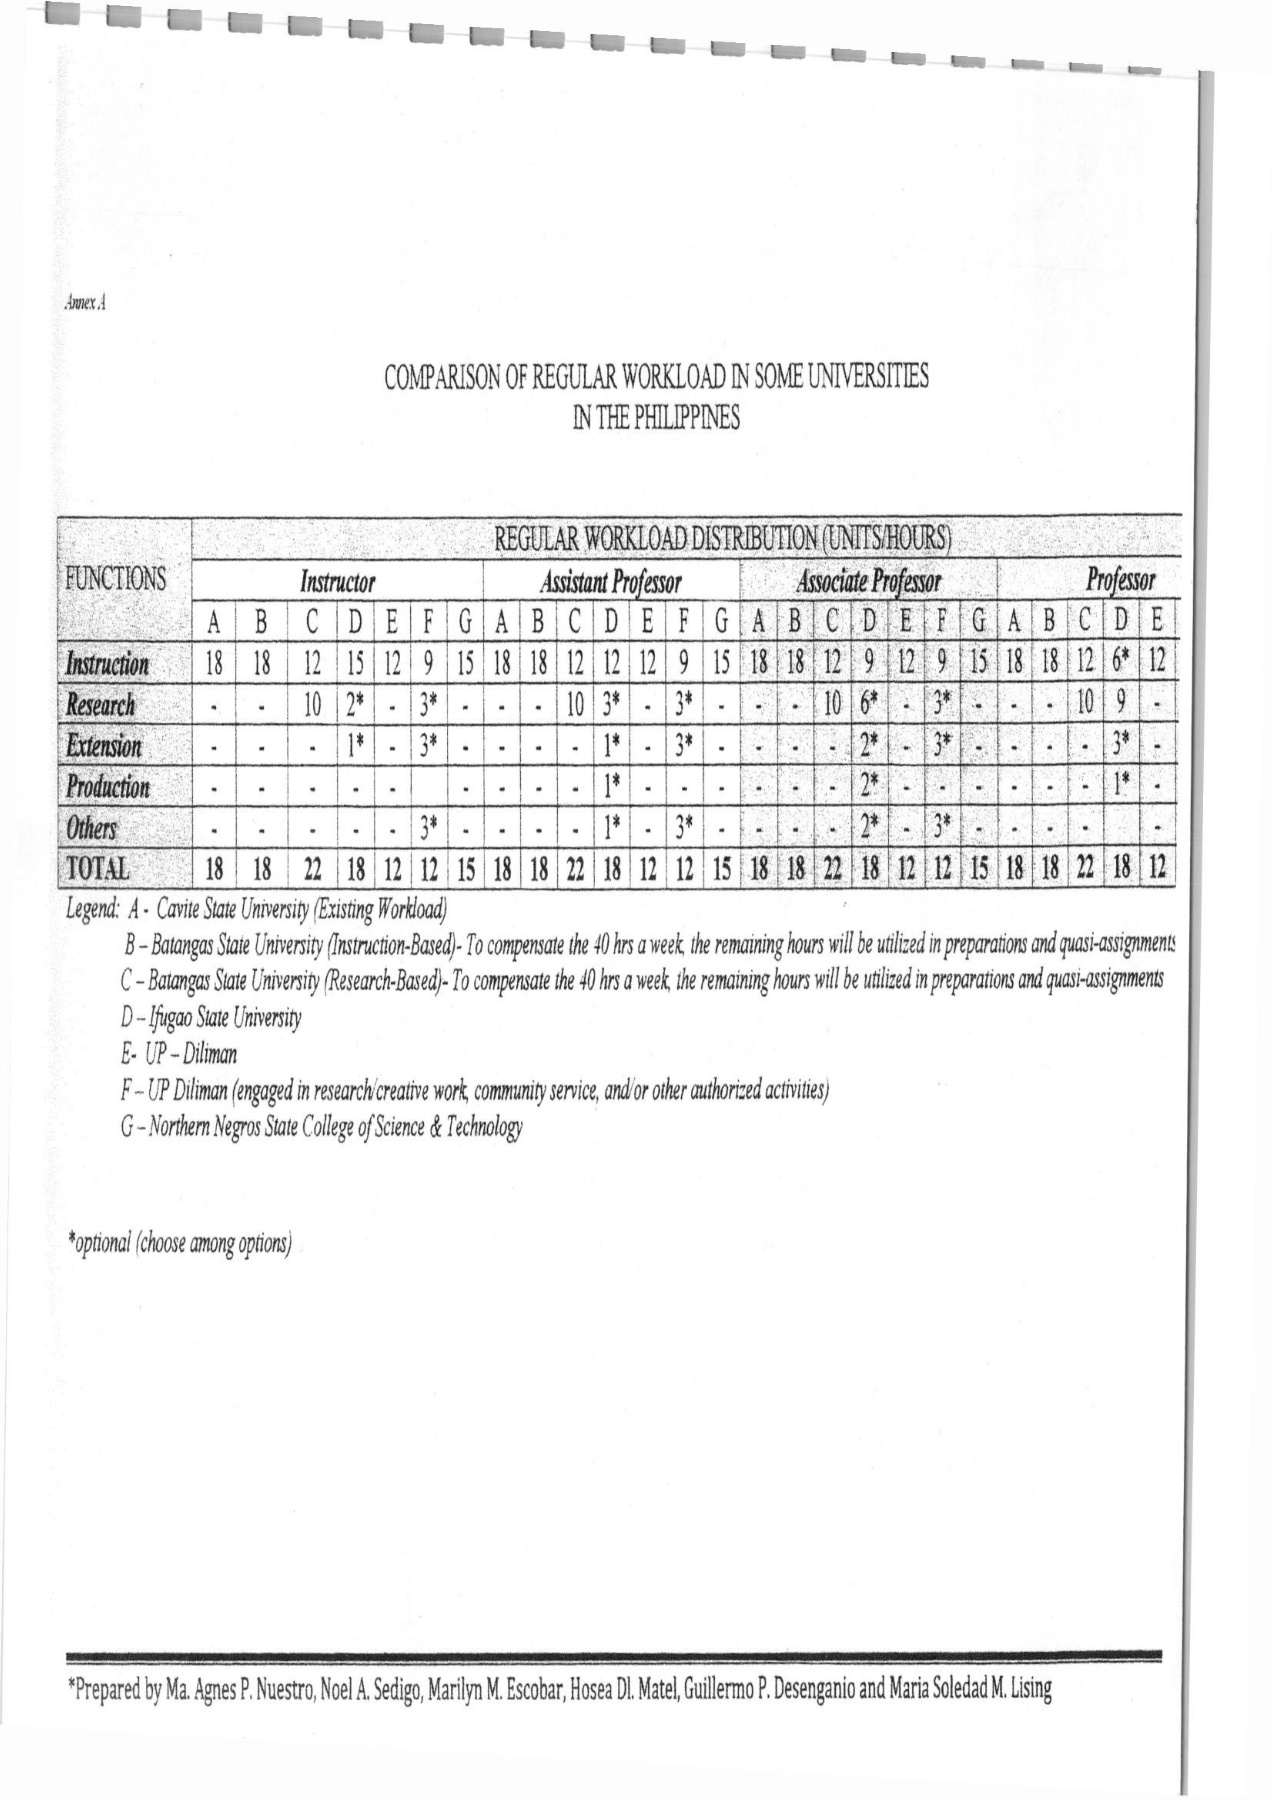 Annex A
COMPARISON OF REGULAR WORKLOAD IN SOME UNIVERSITIES
IN THE PHILIPPINES
REGULAR WORKLOAD DISTRIBUTION (UNITS/HOURS)
FUNCTIONS Instructor Assistant Professor Associate Professor Professor
A B C D E F G A B C D E F G A B C D E F G A B C D E
Instruction 18 18 12 15 12 9 15 18 18 12 12 12 9 15 18 18 12 9 12 9 15 18 18 12 6* 12
Research - - 10 2* - 3* - - - 10 3* - 3* - - - 10 6* - 3* - - - 10 9 -
Extension - - - 1* - 3* - - - - 1* - 3* - - - - 2* - 3* - - - - 3* -
Production - - - - - - - - - - 1* - - - - - - 2* - - - - - - 1* -
Others - - - - - 3* - - - - 1* - 3* - - - - 2* - 3* - - - - -
TOTAL 18 18 22 18 12 12 15 18 18 22 18 12 12 15 18 18 22 18 12 12 15 18 18 22 18 12
Legend: A - Cavite State University (Existing Workload)
B – Batangas State University (Instruction-Based)- To compensate the 40 hrs a week, the remaining hours will be utilized in preparations and quasi-assignments
C – Batangas State University (Research-Based)- To compensate the 40 hrs a week, the remaining hours will be utilized in preparations and quasi-assignments
D – Ifugao State University
E- UP – Diliman
F – UP Diliman (engaged in research/creative work, community service, and/or other authorized activities)
G – Northern Negros State College of Science & Technology
*optional (choose among options)
*Prepared by Ma. Agnes P. Nuestro, Noel A. Sedigo, Marilyn M. Escobar, Hosea Dl. Matel, Guillermo P. Desenganio and Maria Soledad M. Lising